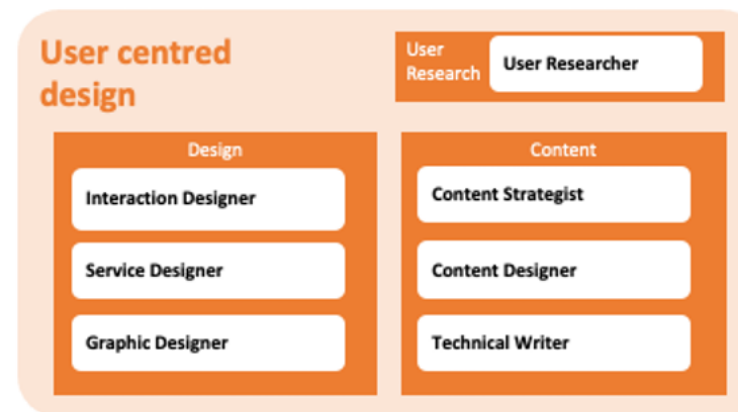 User centred
design
User
Research
User Researcher
Design
Interaction Designer
Service Designer
Graphic Designer
Content
Content Strategist
Content Designer
Technical Writer